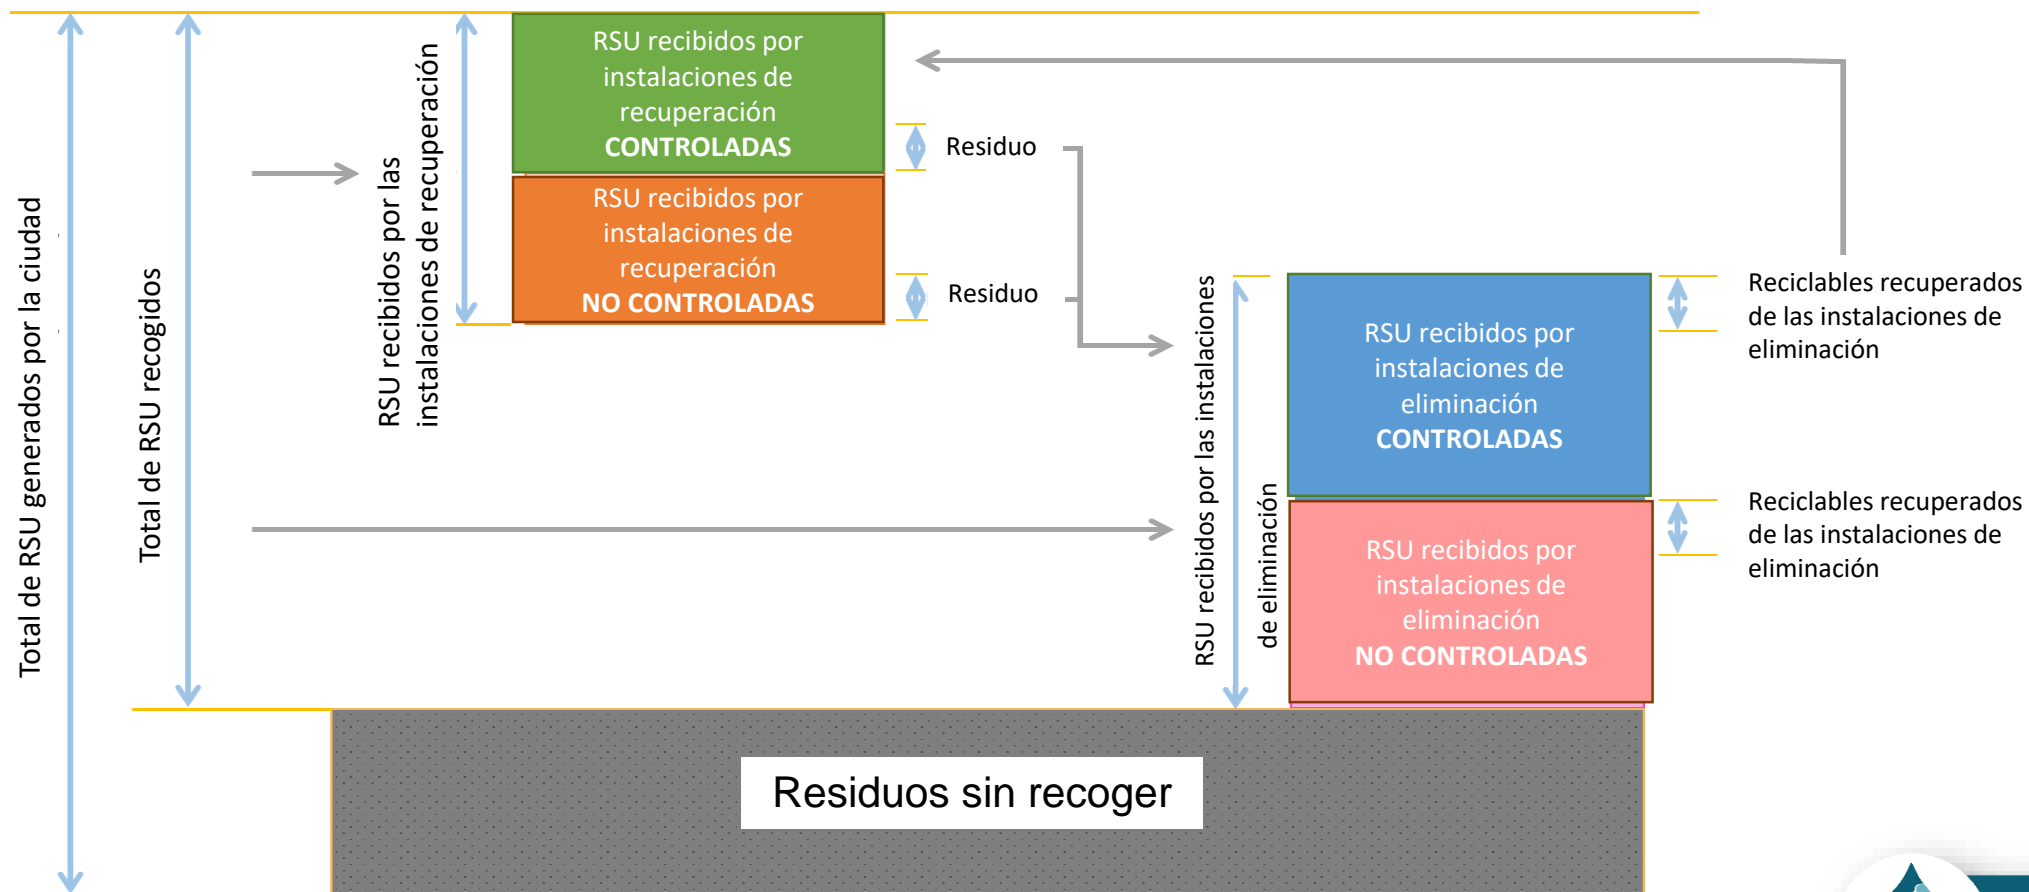 Total de RSU generados por la ciudad
Total de RSU recogidos
RSU recibidos por las
instalaciones de recuperación
RSU recibidos por
instalaciones de
recuperación
CONTROLADAS
RSU recibidos por
instalaciones de
recuperación
NO CONTROLADAS
Residuo
Residuo
RSU recibidos por las instalaciones
de eliminación
RSU recibidos por
instalaciones de
eliminación
CONTROLADAS
RSU recibidos por
instalaciones de
eliminación
NO CONTROLADAS
Reciclables recuperados
de las instalaciones de
eliminación
Reciclables recuperados
de las instalaciones de
eliminación
Residuos sin recoger